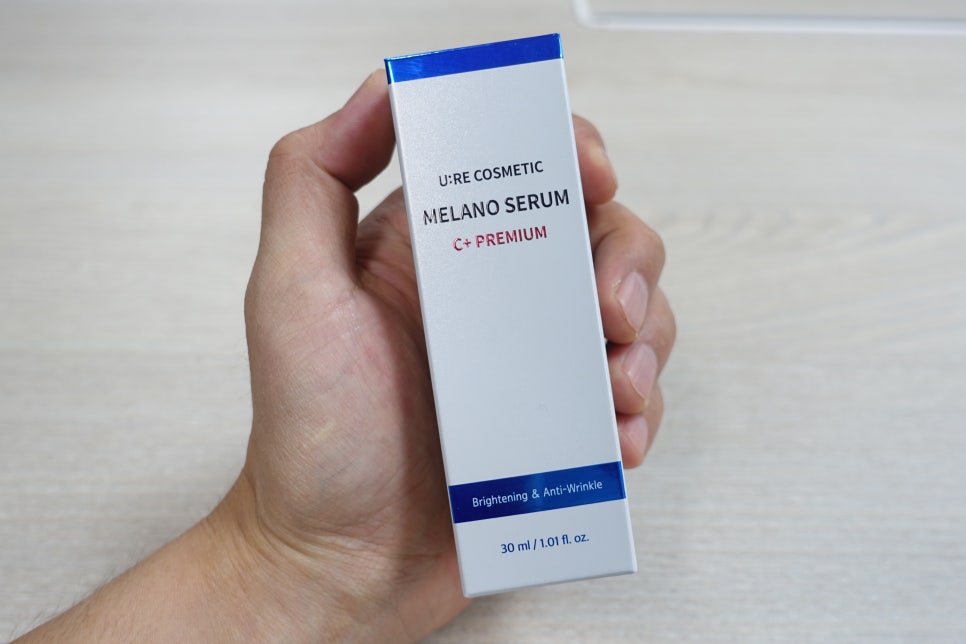 U:RE COSMETIC
MELANO SERUM
C+ PREMIUM
Brightening & Anti-Wrinkle
30 ml / 1.01 fl. oz.